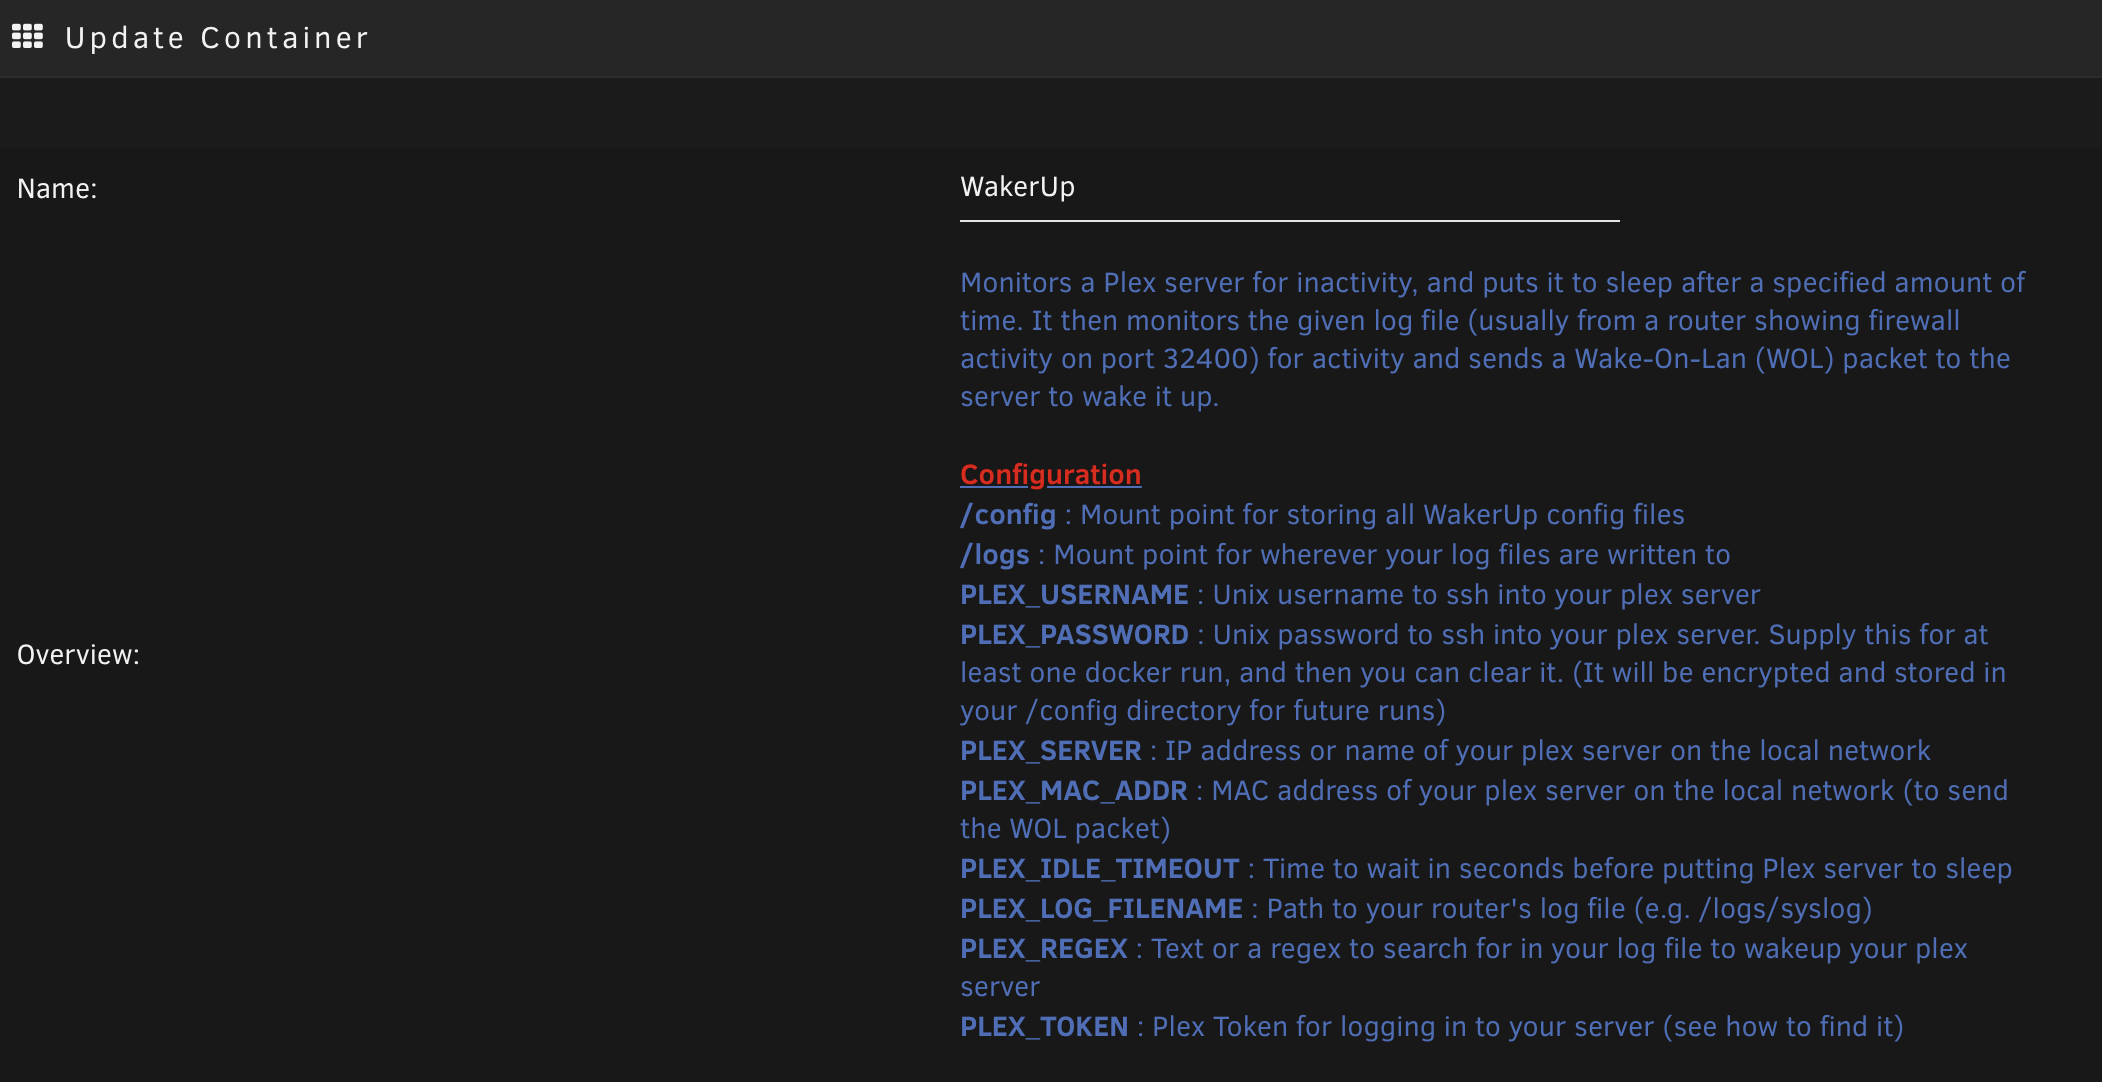 Update Container
Name:
WakerUp
Monitors a Plex server for inactivity, and puts it to sleep after a specified amount of
time. It then monitors the given log file (usually from a router showing firewall
activity on port 32400) for activity and sends a Wake-On-Lan (WOL) packet to the
server to wake it up.
Configuration
/config : Mount point for storing all WakerUp config files
/logs : Mount point for wherever your log files are written to
PLEX_USERNAME : Unix username to ssh into your plex server
Overview:
PLEX_PASSWORD : Unix password to ssh into your plex server. Supply this for at
least one docker run, and then you can clear it. (It will be encrypted and stored in
your /config directory for future runs)
PLEX_SERVER : IP address or name of your plex server on the local network
PLEX_MAC_ADDR : MAC address of your plex server on the local network (to send
the WOL packet)
PLEX_IDLE_TIMEOUT : Time to wait in seconds before putting Plex server to sleep
PLEX_LOG_FILENAME : Path to your router's log file (e.g. /logs/syslog)
PLEX_REGEX : Text or a regex to search for in your log file to wakeup your plex
server
PLEX_TOKEN : Plex Token for logging in to your server (see how to find it)